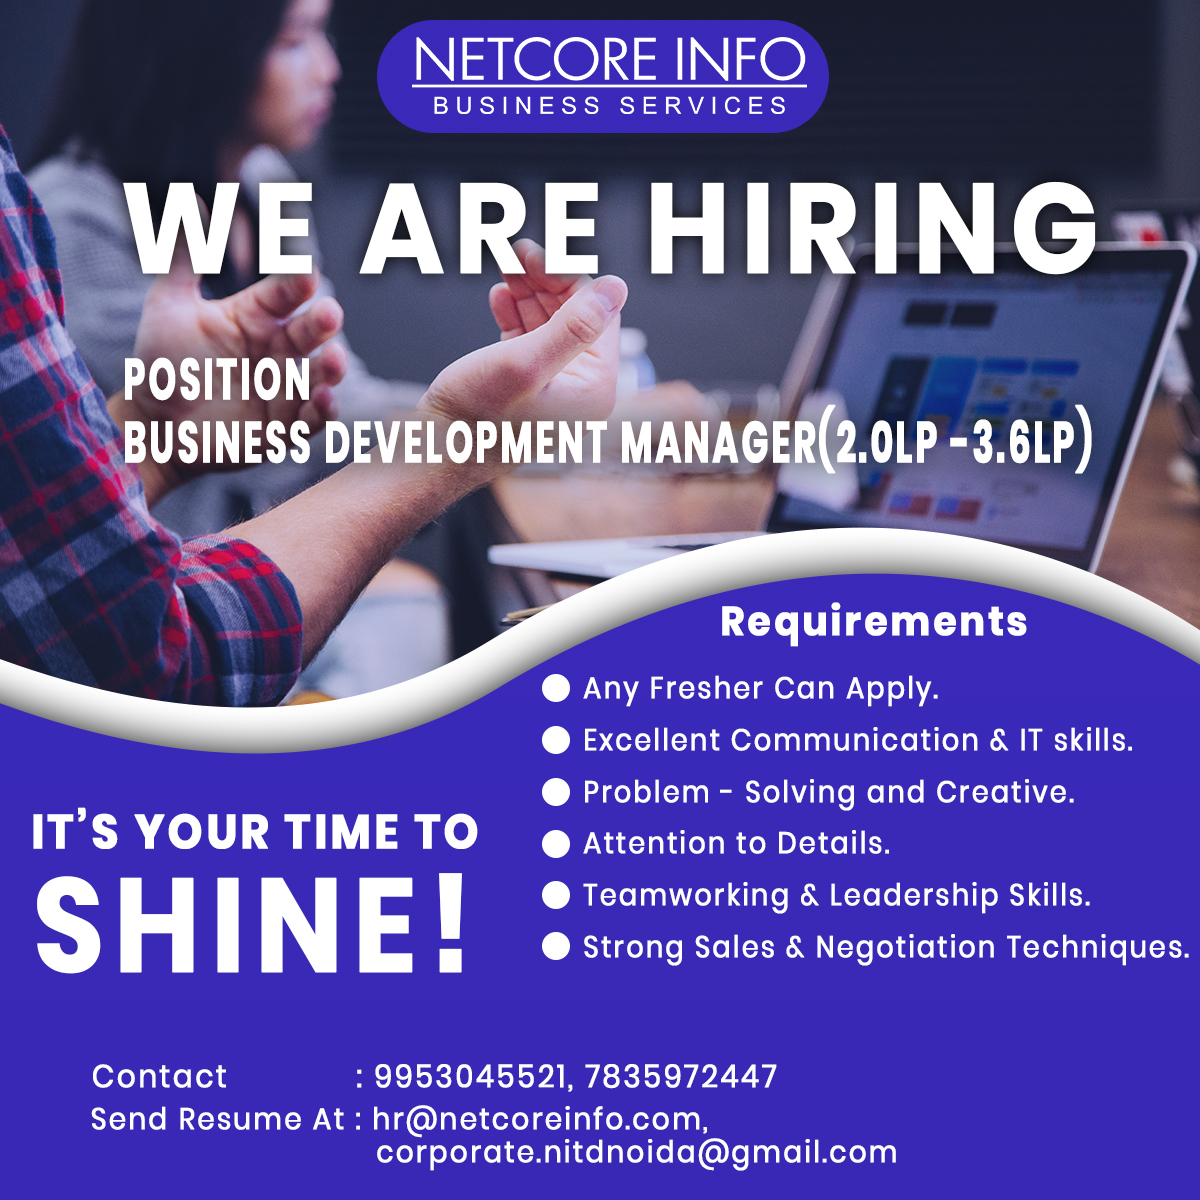 NETCORE INFO
BUSINESS SERVICES
WE ARE HIRING
POSITION
BUSINESS DEVELOPMENT MANAGER(2.0LP -3.6LP)
Requirements
Any Fresher Can Apply.
Excellent Communication & IT skills.
Problem - Solving and Creative.
Attention to Details.
Teamworking & Leadership Skills.
Strong Sales & Negotiation Techniques.
IT’S YOUR TIME TO
SHINE!
Contact : 9953045521, 7835972447
Send Resume At : hr@netcoreinfo.com,
corporate.nitdnoida@gmail.com